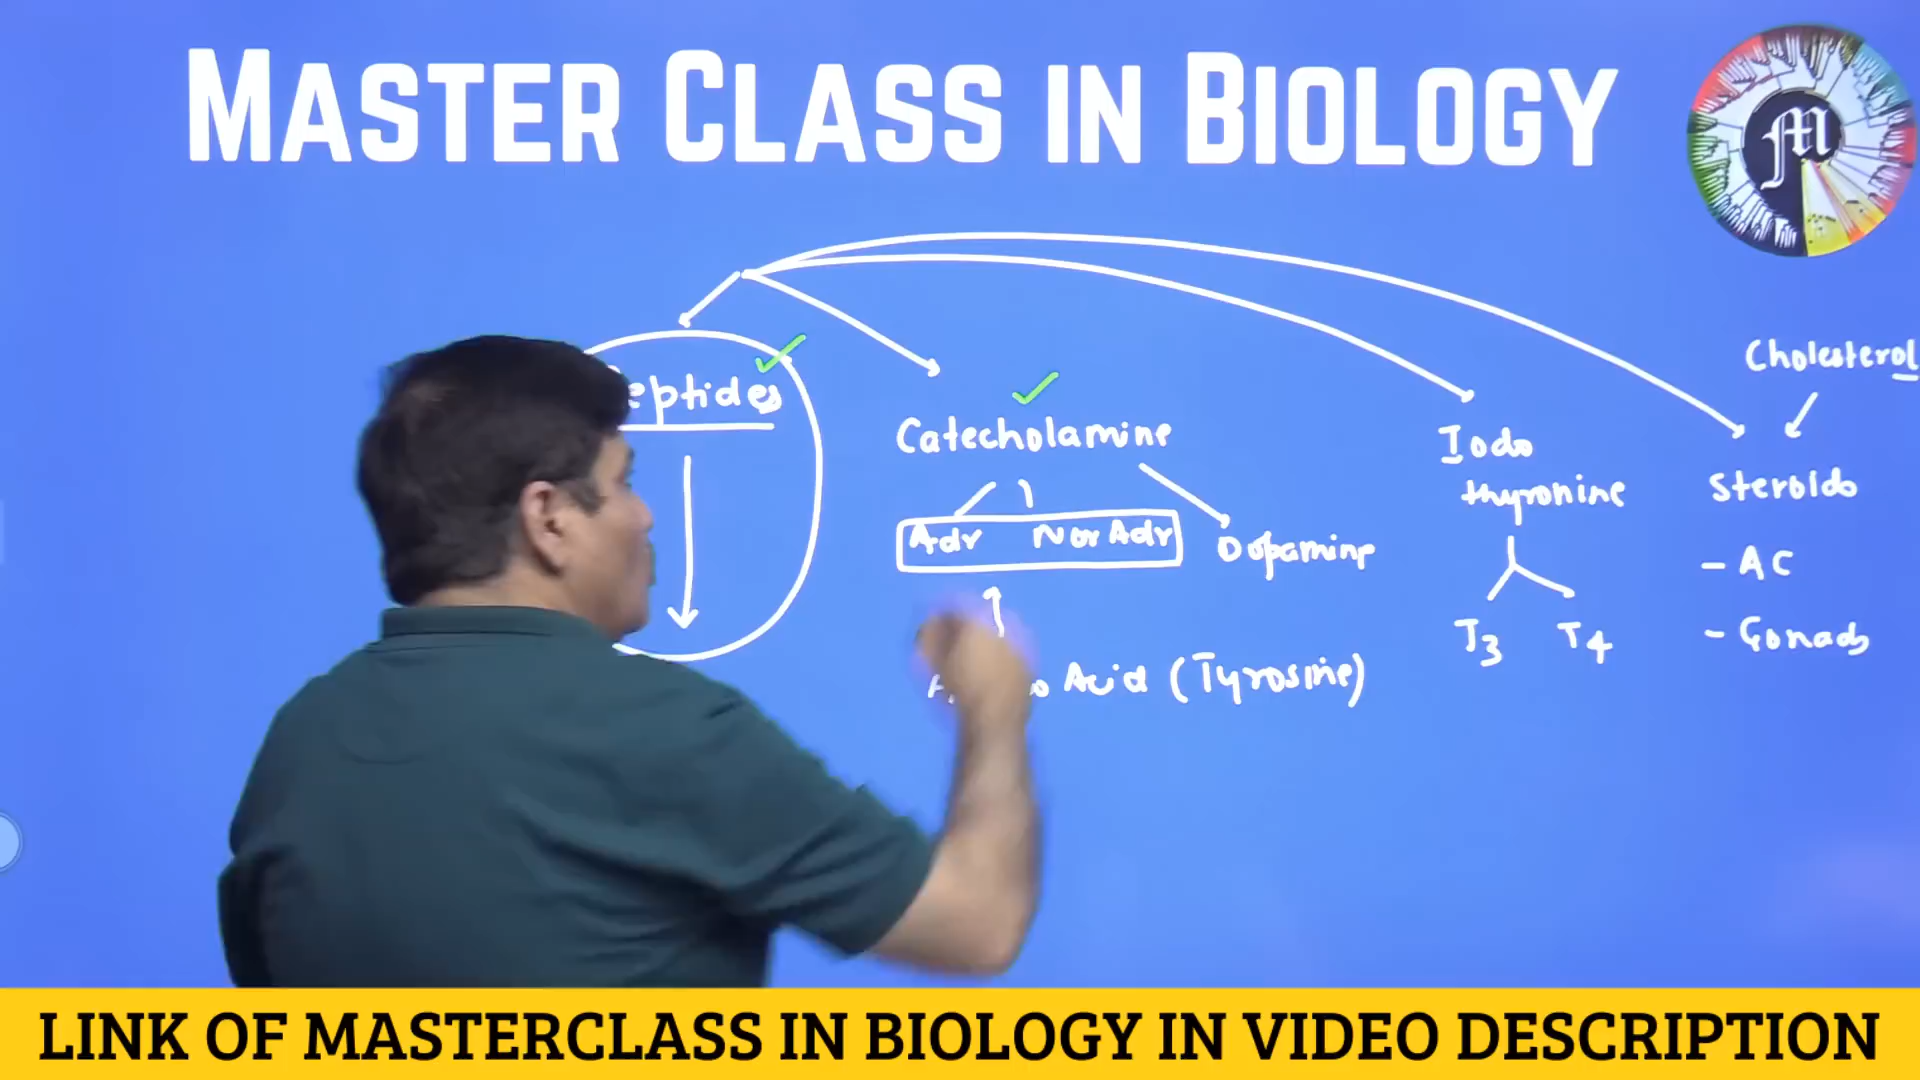 MASTER CLASS IN BIOLOGY
M
Cholesterol
eptides
Catecholamine
Iodo
thyronine
Steroids
Adr Nor Adr
Dopamine
- AC
T3 T4
- Gonads
Acid (Tyrosine)
LINK OF MASTERCLASS IN BIOLOGY IN VIDEO DESCRIPTION